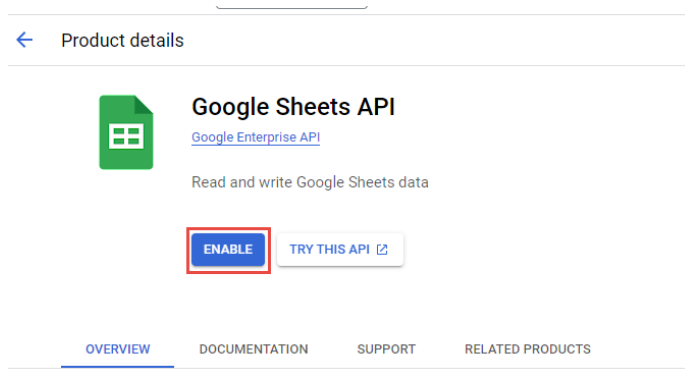 Product details
Google Sheets API
Google Enterprise API
Read and write Google Sheets data
ENABLE TRY THIS API
OVERVIEW DOCUMENTATION SUPPORT RELATED PRODUCTS